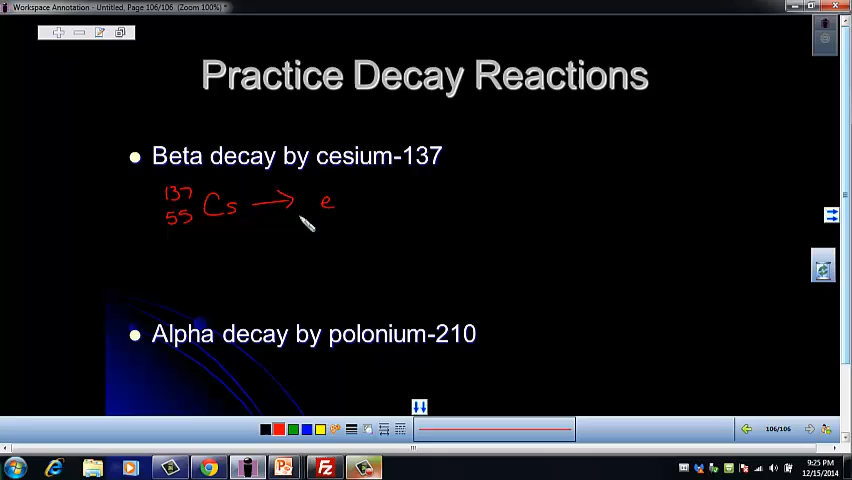 Workspace Annotation - Untitled, Page 106/106 (Zoom 100%) *
Practice Decay Reactions
Beta decay by cesium-137
137
55 Cs → e
Alpha decay by polonium-210
106/106
9:25 PM
12/15/2014